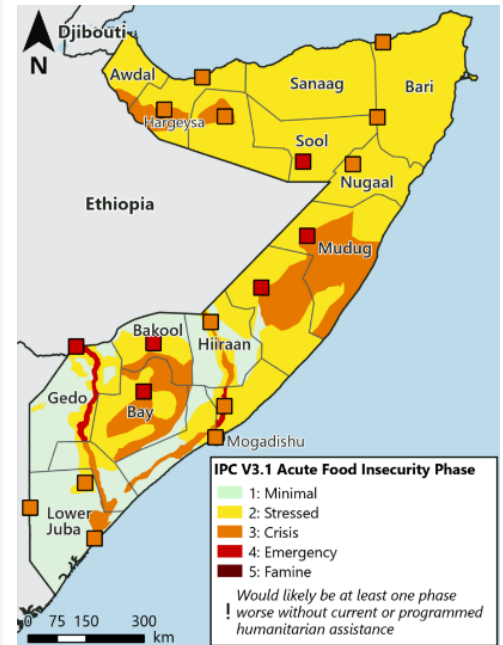 Djibouti
N
Awdal
Sanaag
Bari
Hargeysa
Sool
Nugaal
Ethiopia
Mudug
Bakool
Hiiraan
Gedo
Bay
Mogadishu
Lower
Juba
IPC V3.1 Acute Food Insecurity Phase
1: Minimal
2: Stressed
3: Crisis
4: Emergency
5: Famine
! Would likely be at least one phase
worse without current or programmed
humanitarian assistance
0 75 150 300
km